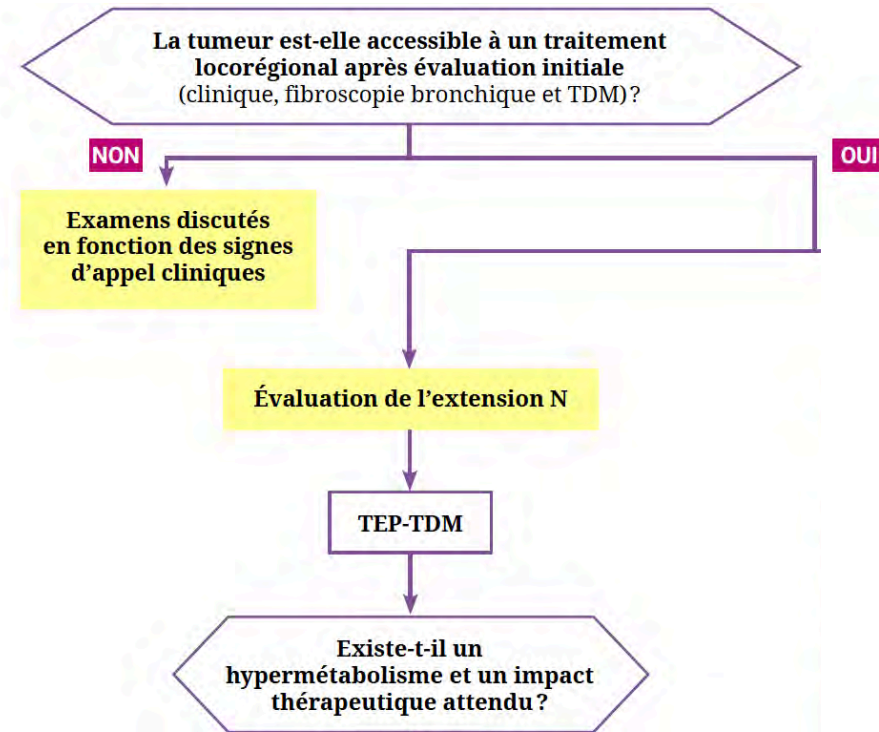 La tumeur est-elle accessible à un traitement
locorégional après évaluation initiale
(clinique, fibroscopie bronchique et TDM) ?
NON
OUI
Examens discutés
en fonction des signes
d’appel cliniques
Évaluation de l’extension N
TEP-TDM
Existe-t-il un
hypermétabolisme et un impact
thérapeutique attendu ?